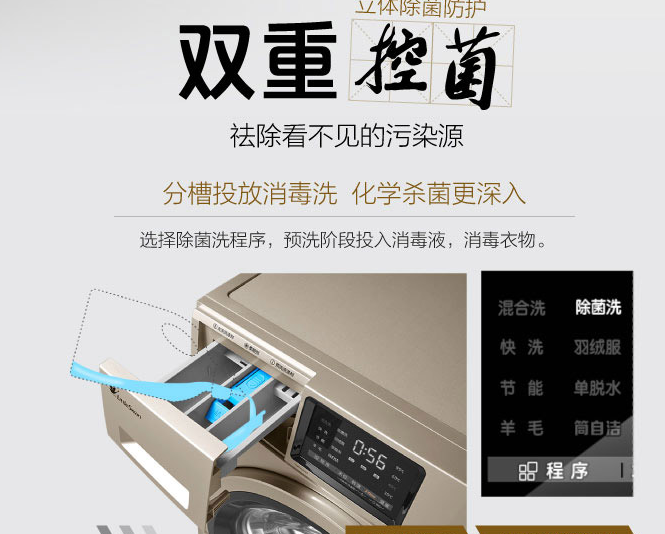 立体除菌防护
双重控菌
祛除看不见的污染源
分槽投放消毒洗 化学杀菌更深入
选择除菌洗程序，预洗阶段投入消毒液，消毒衣物。
混合洗 除菌洗
快 洗 羽绒服
节 能 单脱水
羊 毛 筒自洁
程序
LittleSwan
0:56